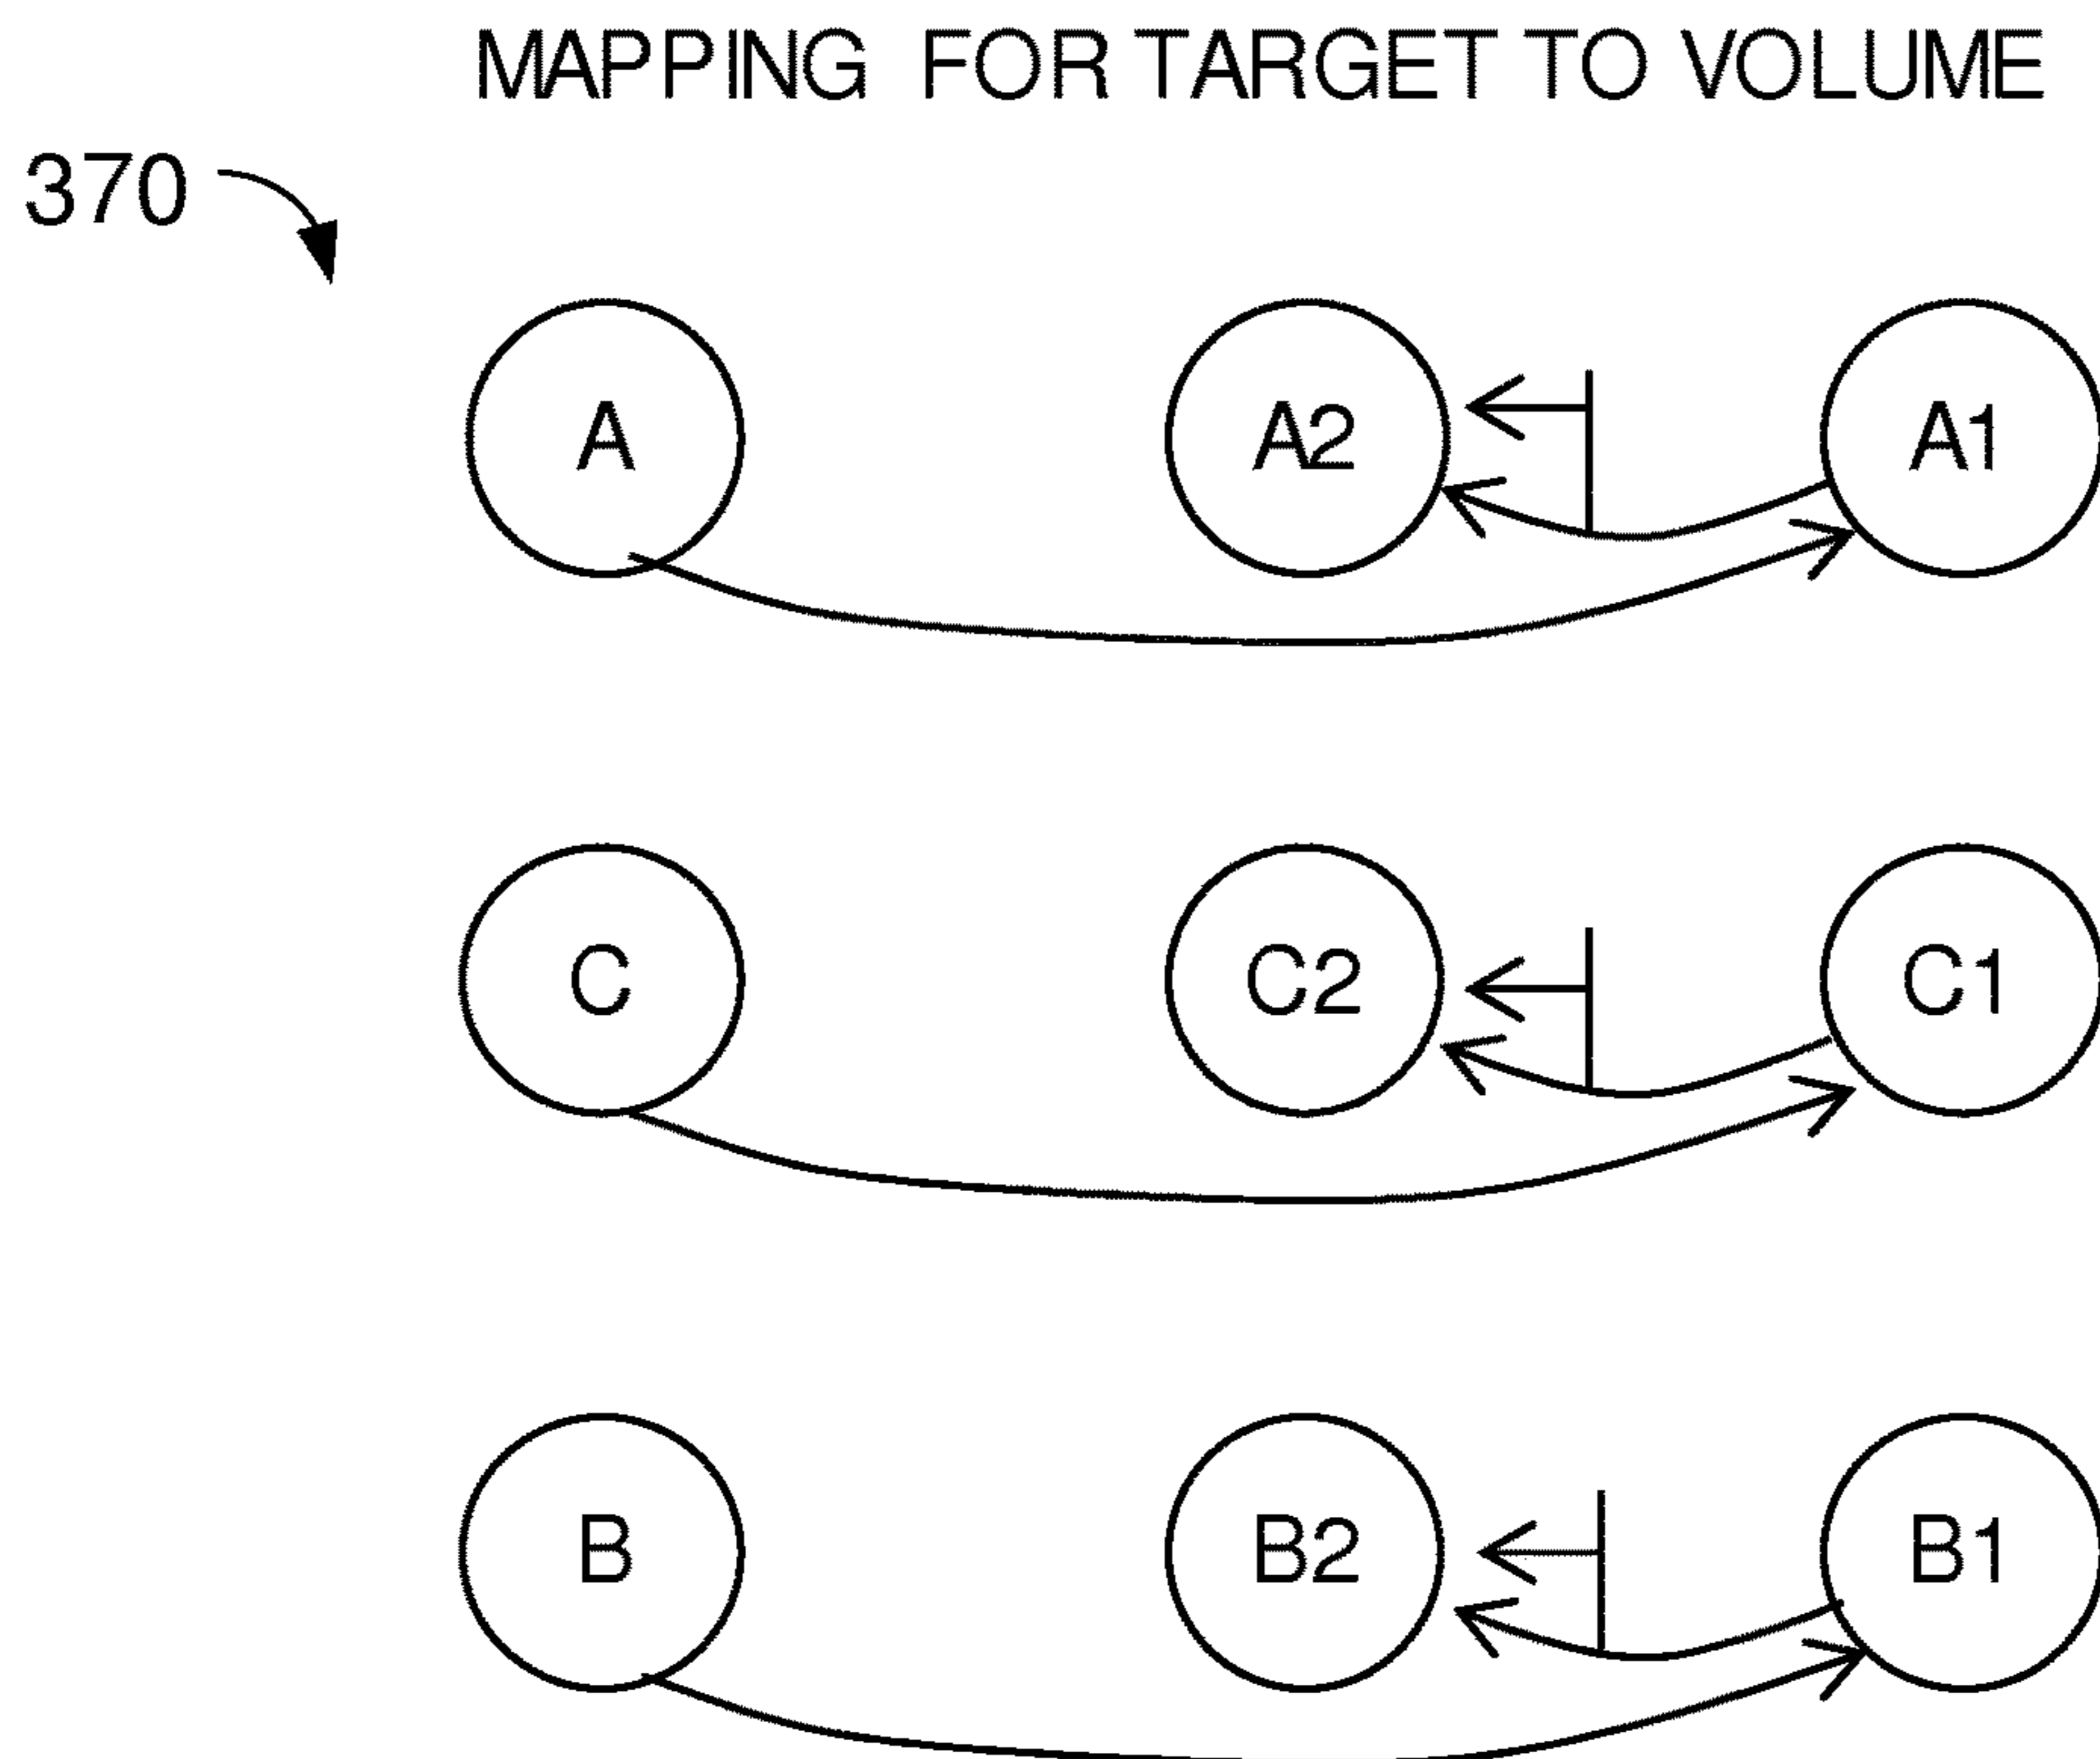 MAPPING FOR TARGET TO VOLUME
370
A A2 A1
C C2 C1
B B2 B1